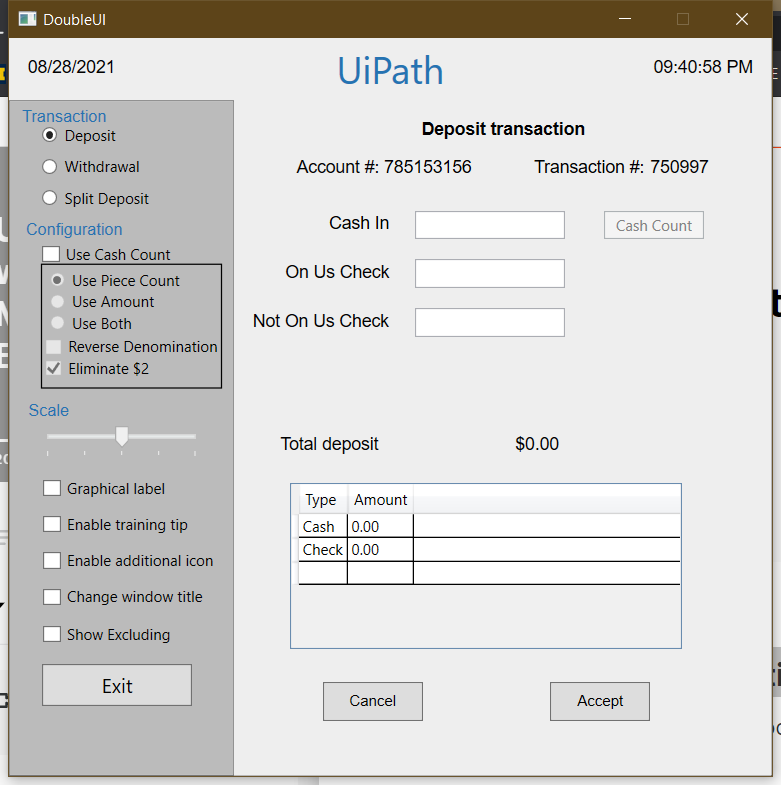 DoubleUI
08/28/2021
UiPath
09:40:58 PM
Transaction
Deposit
Withdrawal
Split Deposit
Configuration
Use Cash Count
Use Piece Count
Use Amount
Use Both
Reverse Denomination
Eliminate $2
Scale
Graphical label
Enable training tip
Enable additional icon
Change window title
Show Excluding
Exit
Deposit transaction
Account #: 785153156 Transaction #: 750997
Cash In
Cash Count
On Us Check
Not On Us Check
Total deposit $0.00
Type Amount
Cash 0.00
Check 0.00
Cancel Accept